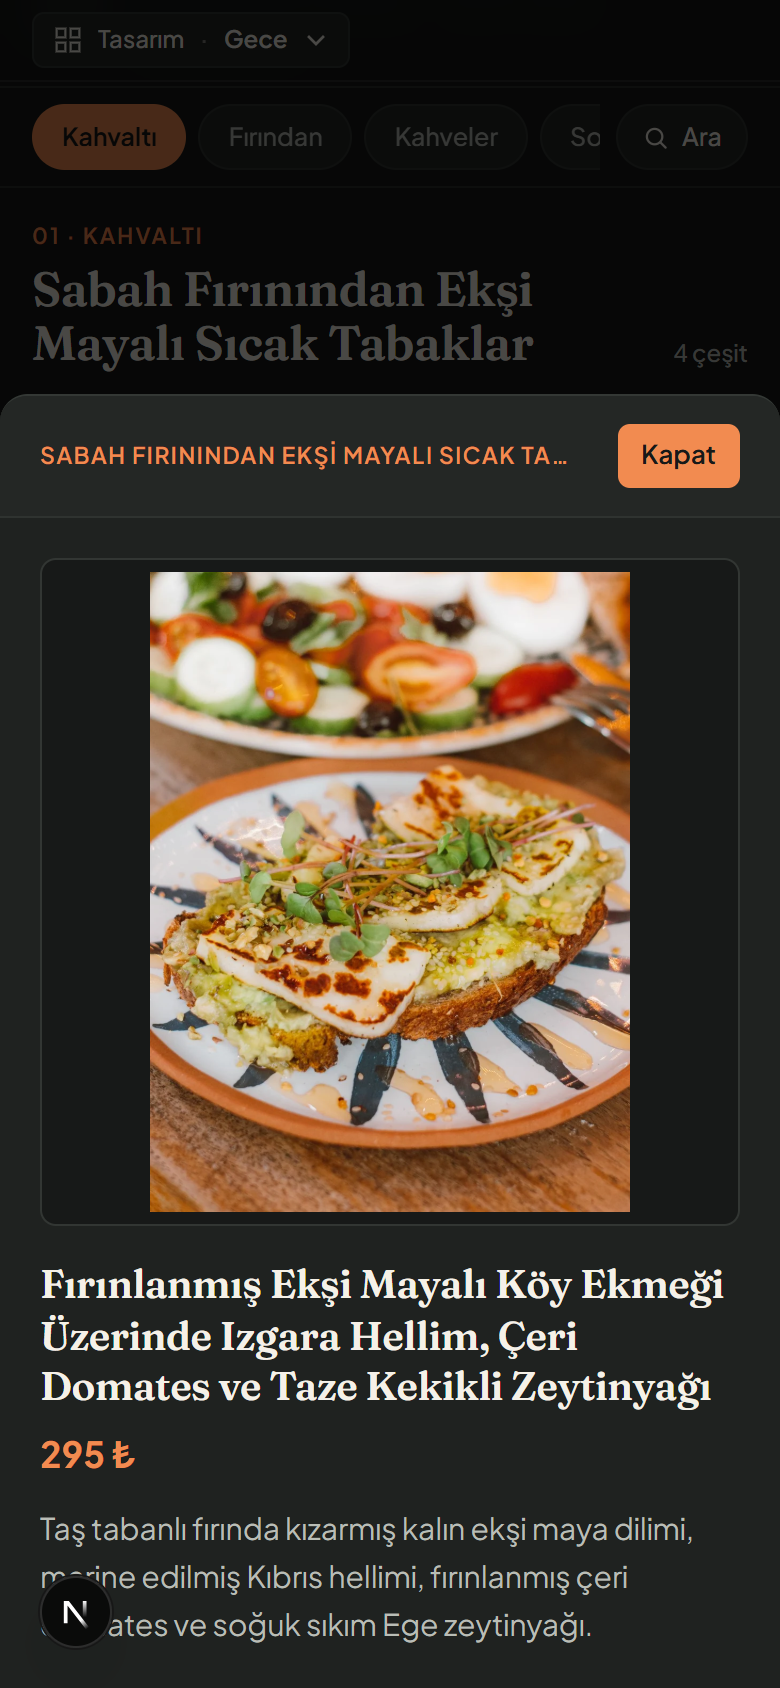 Tasarım · Gece
Kahvaltı
Fırından
Kahveler
So
Ara
01 · KAHVALTI
Sabah Fırınından Ekşi
Mayalı Sıcak Tabaklar
4 çeşit
SABAH FIRININDAN EKŞİ MAYALI SICAK TA...
Kapat
Fırınlanmış Ekşi Mayalı Köy Ekmeği
Üzerinde Izgara Hellim, Çeri
Domates ve Taze Kekikli Zeytinyağı
295 ₺
Taş tabanlı fırında kızarmış kalın ekşi maya dilimi,
marine edilmiş Kıbrıs hellimi, fırınlanmış çeri
ates ve soğuk sıkım Ege zeytinyağı.
N